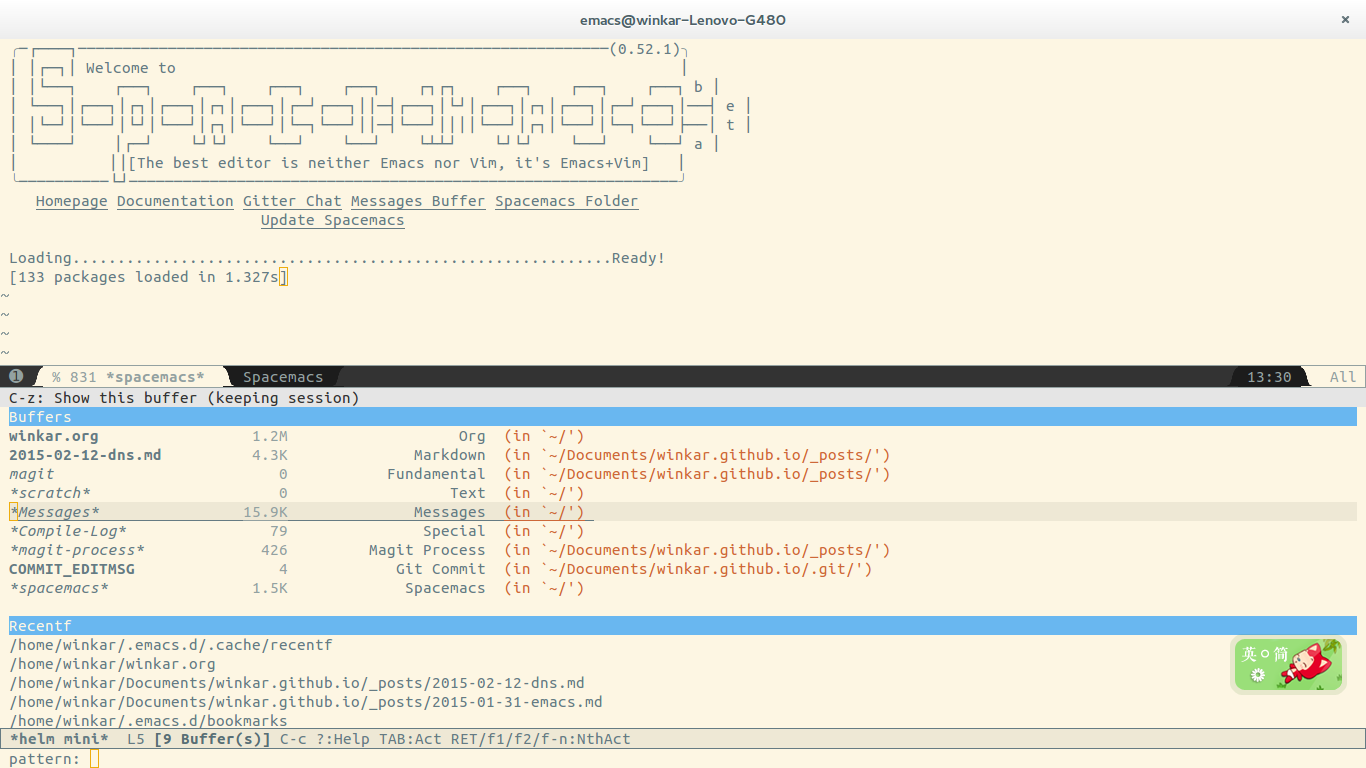 emacs@winkar-Lenovo-G480 ×
(0.52.1)
Welcome to
Spacemacs
b
e
t
a
[The best editor is neither Emacs nor Vim, it's Emacs+Vim]
Homepage Documentation Gitter Chat Messages Buffer Spacemacs Folder
Update Spacemacs
Loading............................................................Ready!
[133 packages loaded in 1.327s]
~
~
~
~
➊ % 831 *spacemacs* Spacemacs 13:30 All
C-z: Show this buffer (keeping session)
Buffers
winkar.org 1.2M Org (in `~/')
2015-02-12-dns.md 4.3K Markdown (in `~/Documents/winkar.github.io/_posts/')
magit 0 Fundamental (in `~/Documents/winkar.github.io/_posts/')
*scratch* 0 Text (in `~/')
*Messages* 15.9K Messages (in `~/')
*Compile-Log* 79 Special (in `~/')
*magit-process* 426 Magit Process (in `~/Documents/winkar.github.io/_posts/')
COMMIT_EDITMSG 4 Git Commit (in `~/Documents/winkar.github.io/.git/')
*spacemacs* 1.5K Spacemacs (in `~/')
Recentf
/home/winkar/.emacs.d/.cache/recentf
/home/winkar/winkar.org
/home/winkar/Documents/winkar.github.io/_posts/2015-02-12-dns.md
/home/winkar/Documents/winkar.github.io/_posts/2015-01-31-emacs.md
/home/winkar/.emacs.d/bookmarks
英 简
*helm mini* L5 [9 Buffer(s)] C-c ?:Help TAB:Act RET/f1/f2/f-n:NthAct
pattern: